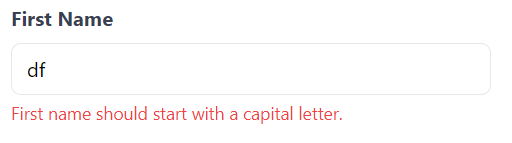 First Name
df
First name should start with a capital letter.